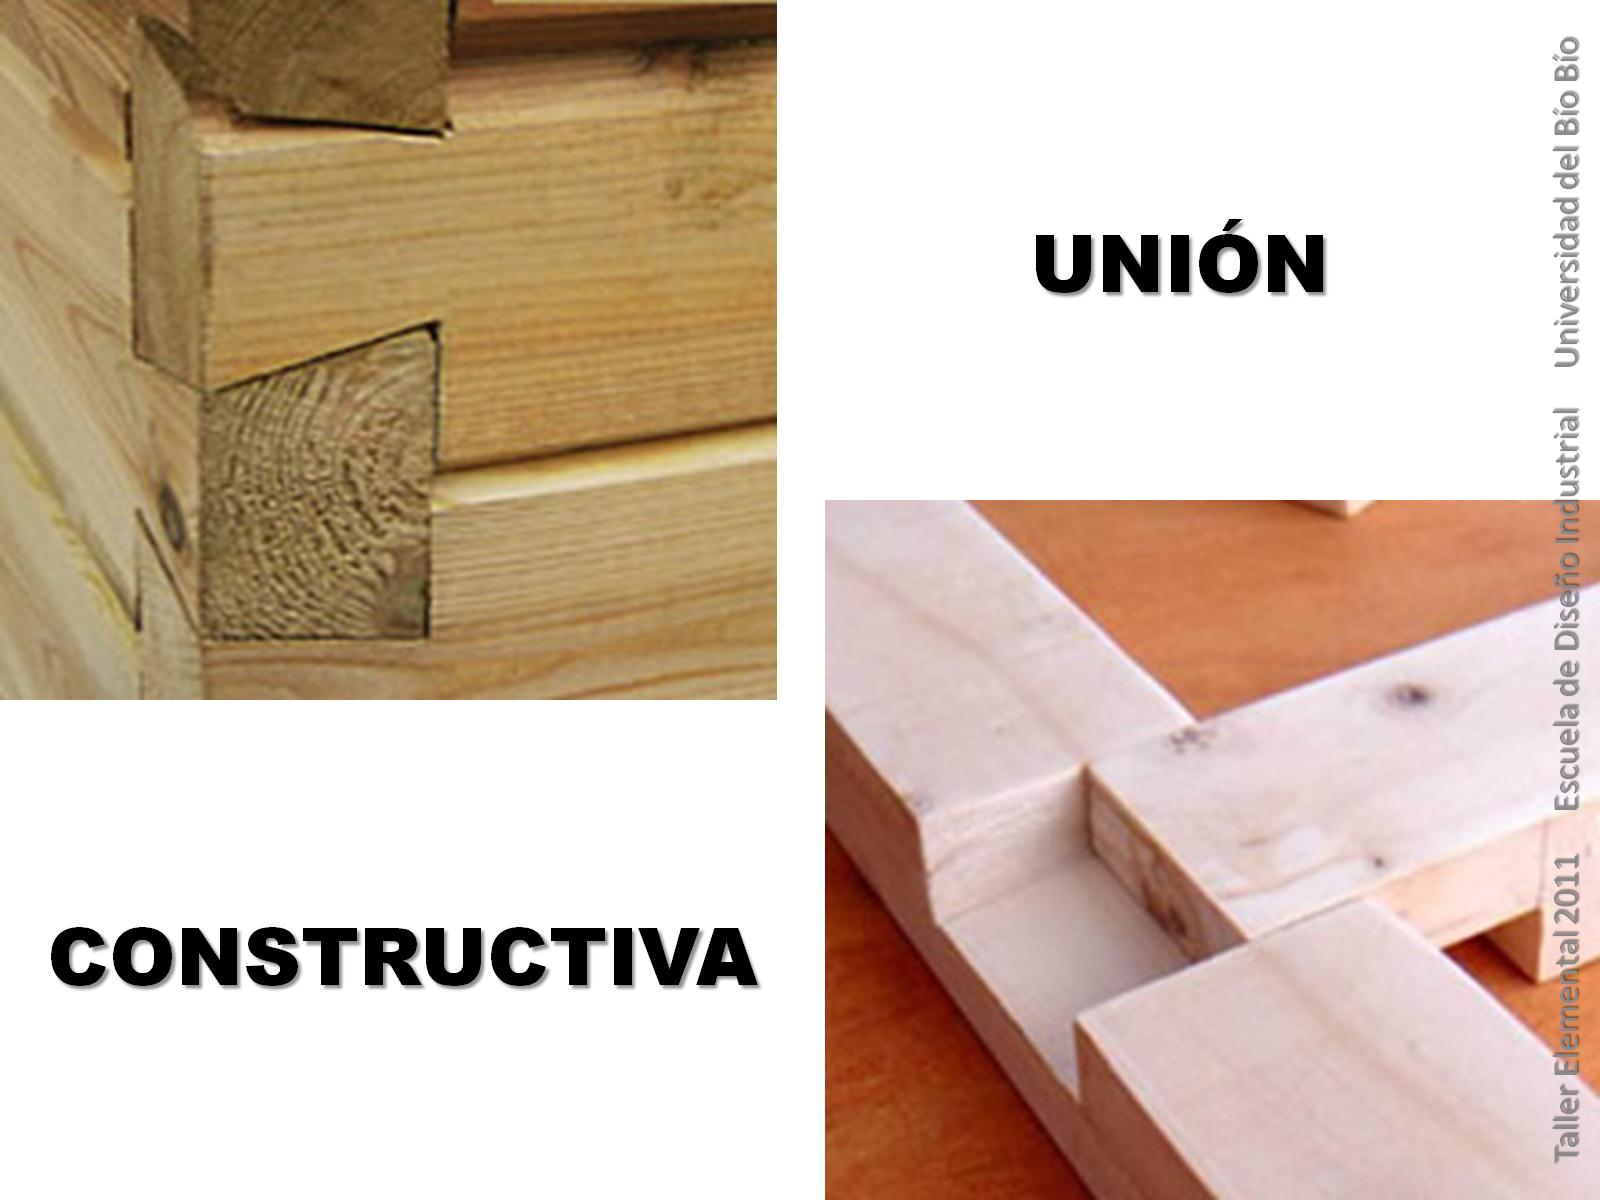 UNIÓN
CONSTRUCTIVA
Taller Elemental 2011 Escuela de Diseño Industrial Universidad del Bío Bío